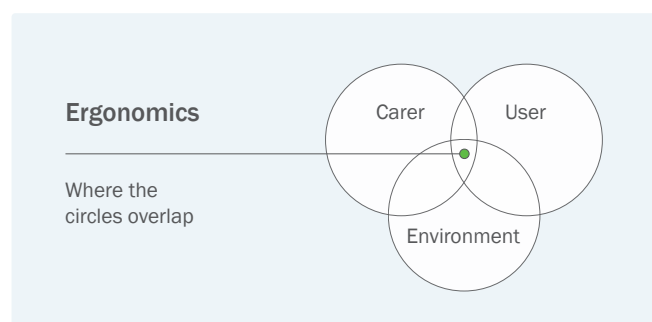 Ergonomics
Where the
circles overlap
Carer
User
Environment